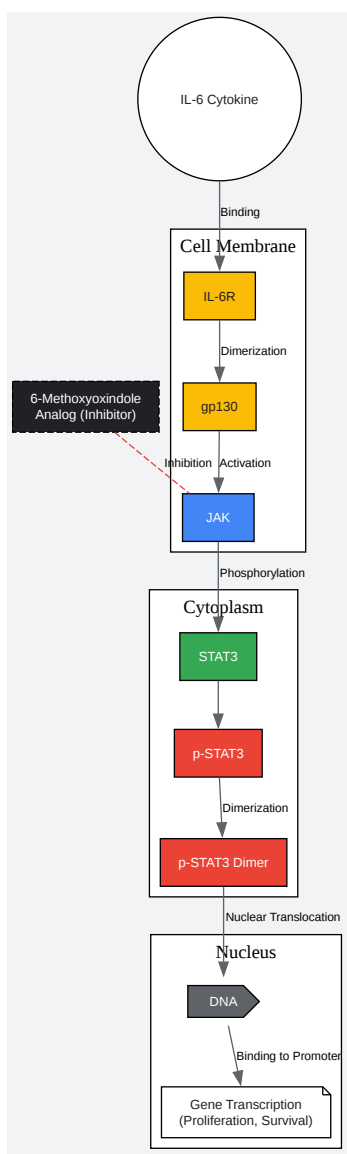 IL-6 Cytokine
Binding
Cell Membrane
IL-6R
Dimerization
gp130
6-Methoxyoxindole
Analog (Inhibitor)
Inhibition
Activation
JAK
Phosphorylation
Cytoplasm
STAT3
p-STAT3
Dimerization
p-STAT3 Dimer
Nuclear Translocation
Nucleus
DNA
Binding to Promoter
Gene Transcription
(Proliferation, Survival)